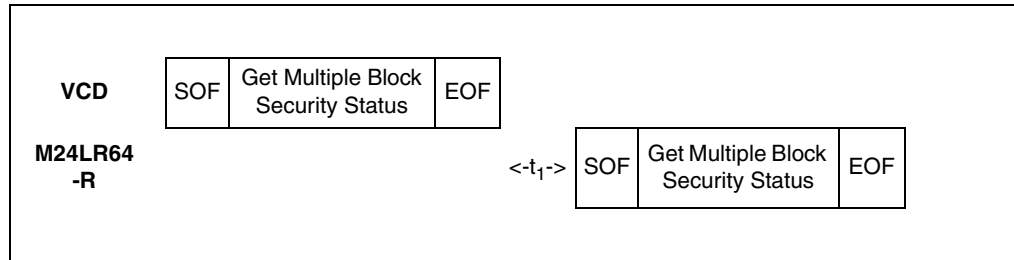 VCD SOF Get Multiple Block Security Status EOF
M24LR64 -R <-t₁-> SOF Get Multiple Block Security Status EOF